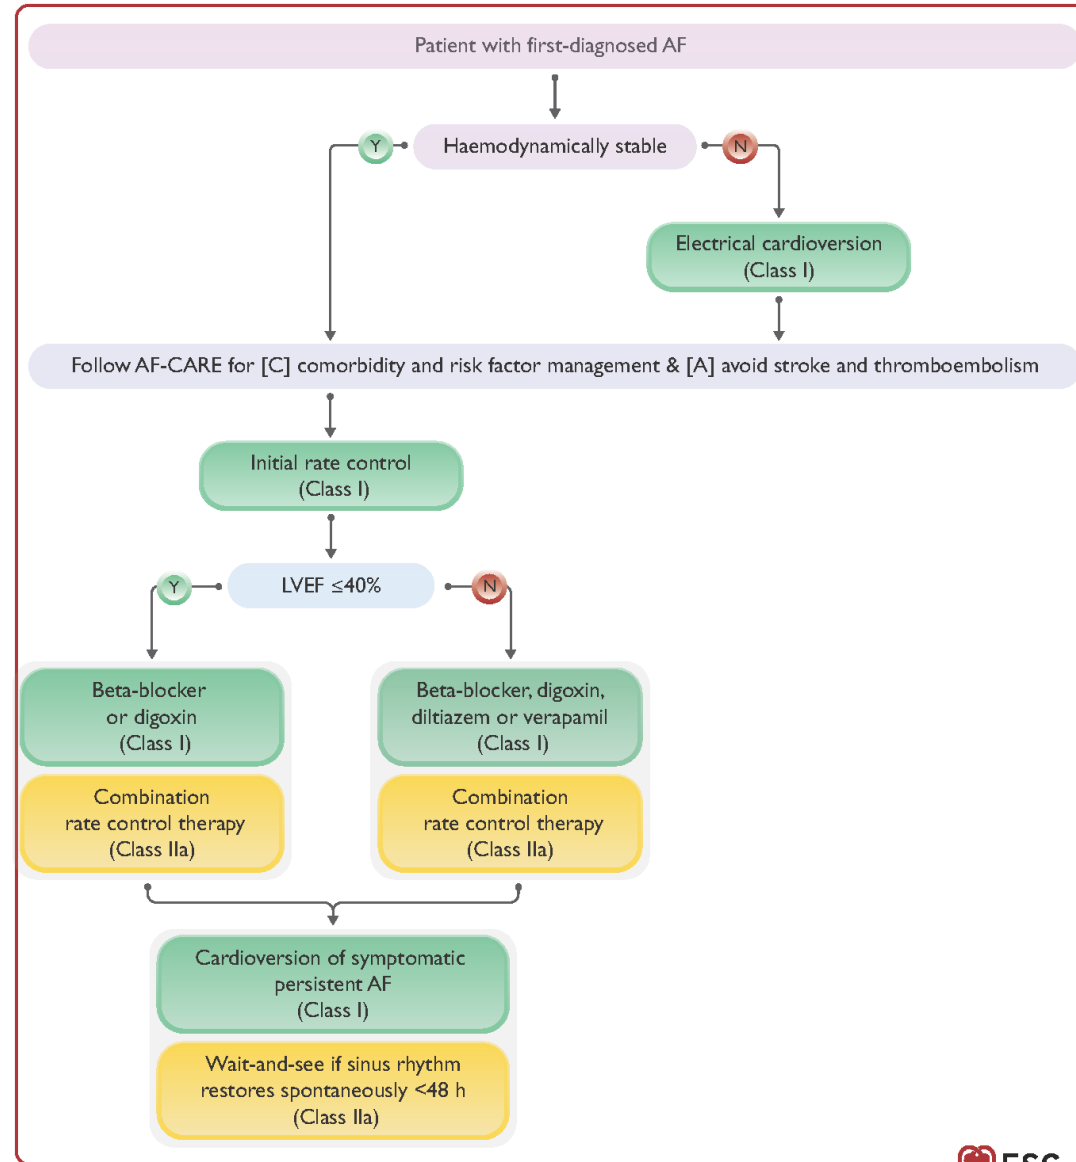 Patient with first-diagnosed AF
Haemodynamically stable
Y
N
Electrical cardioversion
(Class I)
Follow AF-CARE for [C] comorbidity and risk factor management & [A] avoid stroke and thromboembolism
Initial rate control
(Class I)
LVEF ≤40%
Y
N
Beta-blocker
or digoxin
(Class I)
Combination
rate control therapy
(Class IIa)
Beta-blocker, digoxin,
diltiazem or verapamil
(Class I)
Combination
rate control therapy
(Class IIa)
Cardioversion of symptomatic
persistent AF
(Class I)
Wait-and-see if sinus rhythm
restores spontaneously <48 h
(Class IIa)
ESC